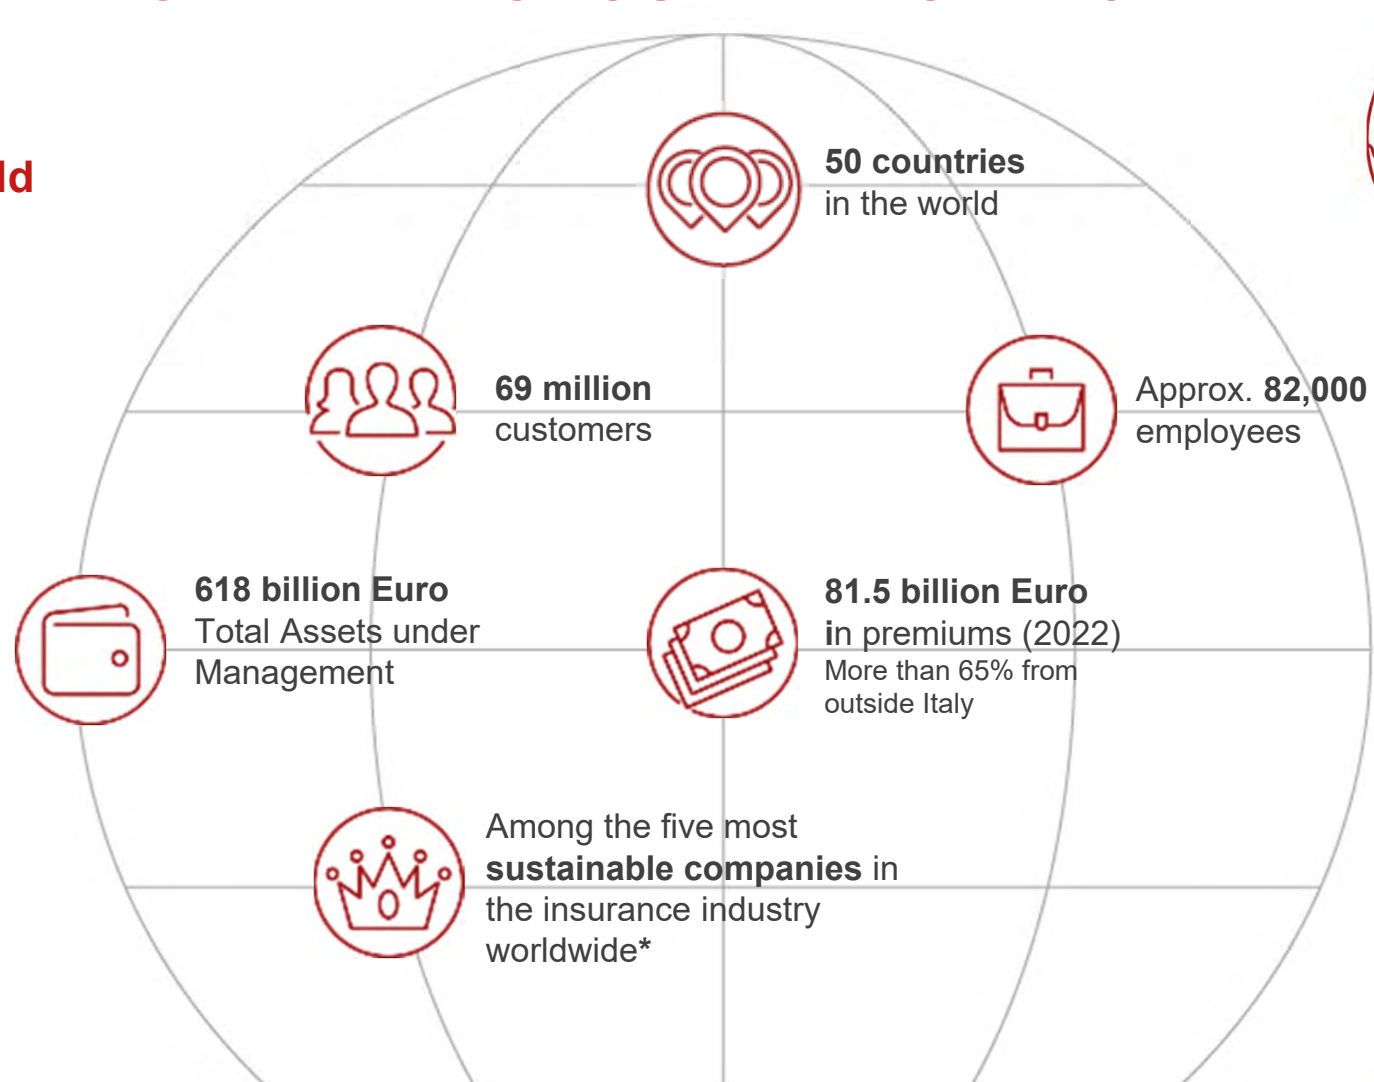 ld
50 countries
in the world
69 million
customers
Approx. 82,000
employees
618 billion Euro
Total Assets under
Management
81.5 billion Euro
in premiums (2022)
More than 65% from
outside Italy
Among the five most
sustainable companies in
the insurance industry
worldwide*